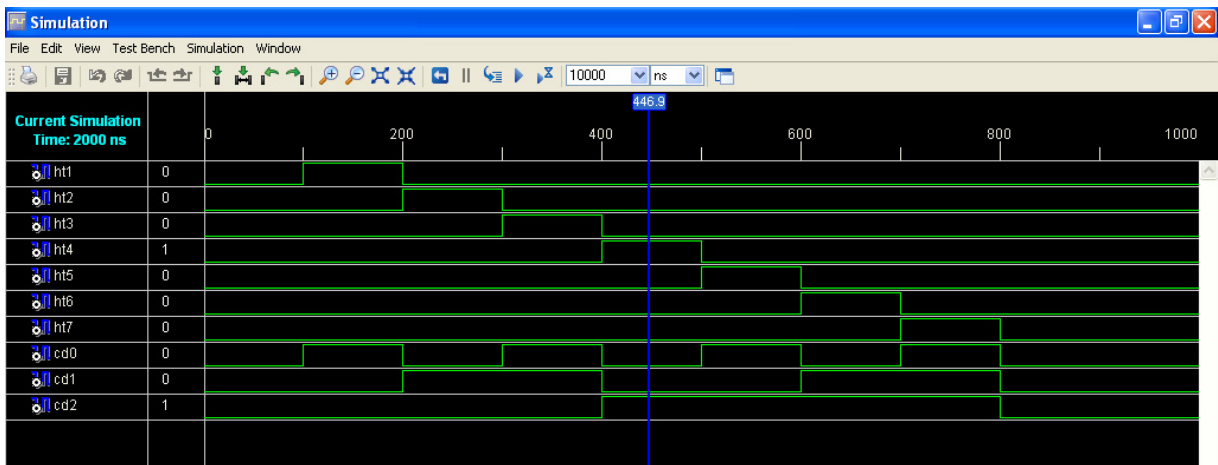 Simulation
File Edit View Test Bench Simulation Window
10000 ns
446.9
Current Simulation
Time: 2000 ns
0 200 400 600 800 1000
ht1 0
ht2 0
ht3 0
ht4 1
ht5 0
ht6 0
ht7 0
cd0 0
cd1 0
cd2 1